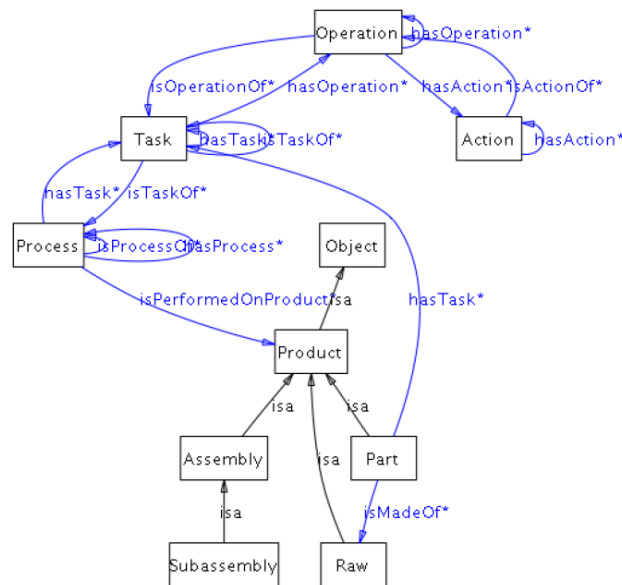 Operation
hasOperation*
isOperationOf*
hasOperation*
hasAction*
isActionOf*
Task
hasTask*
isTaskOf*
Action
hasAction*
hasTask*
isTaskOf*
Process
isProcessOf*
hasProcess*
Object
isPerformedOnProduct*
isa
hasTask*
Product
isa
isa
Assembly
isa
Part
isa
isMadeOf*
Subassembly
Raw